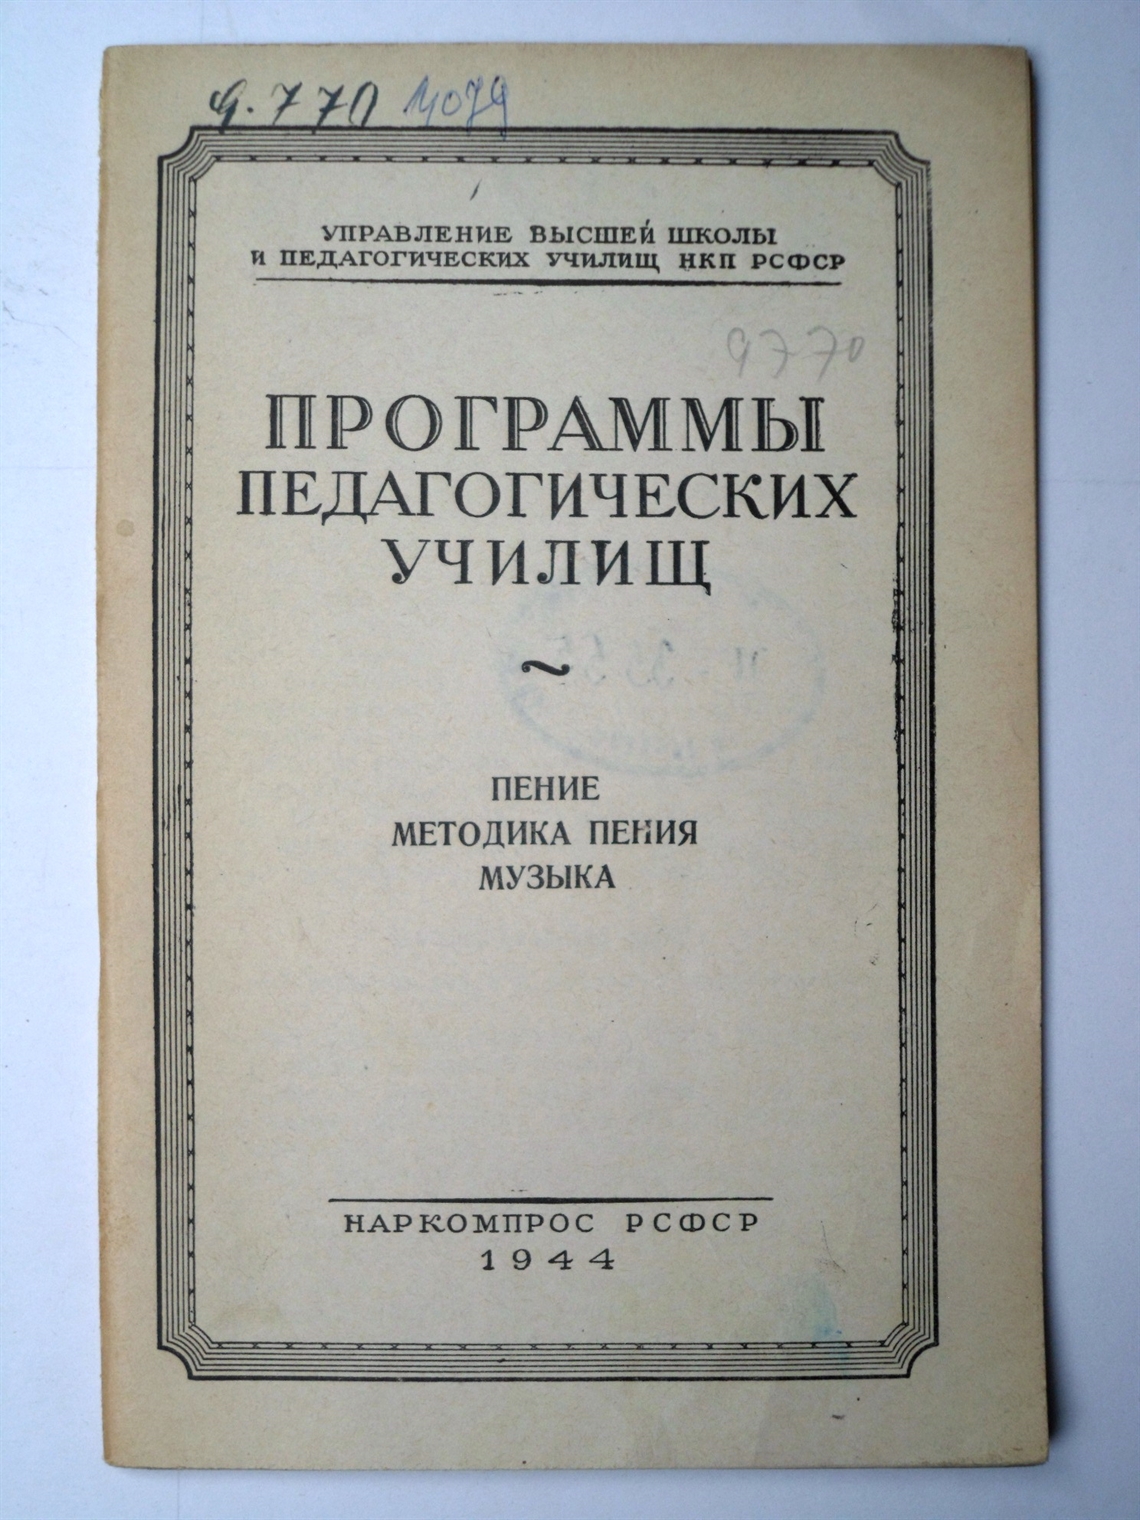 9.770 4079
УПРАВЛЕНИЕ ВЫСШЕЙ ШКОЛЫ
И ПЕДАГОГИЧЕСКИХ УЧИЛИЩ НКП РСФСР
9770
ПРОГРАММЫ
ПЕДАГОГИЧЕСКИХ
УЧИЛИЩ
ПЕНИЕ
МЕТОДИКА ПЕНИЯ
МУЗЫКА
НАРКОМПРОС РСФСР
1944